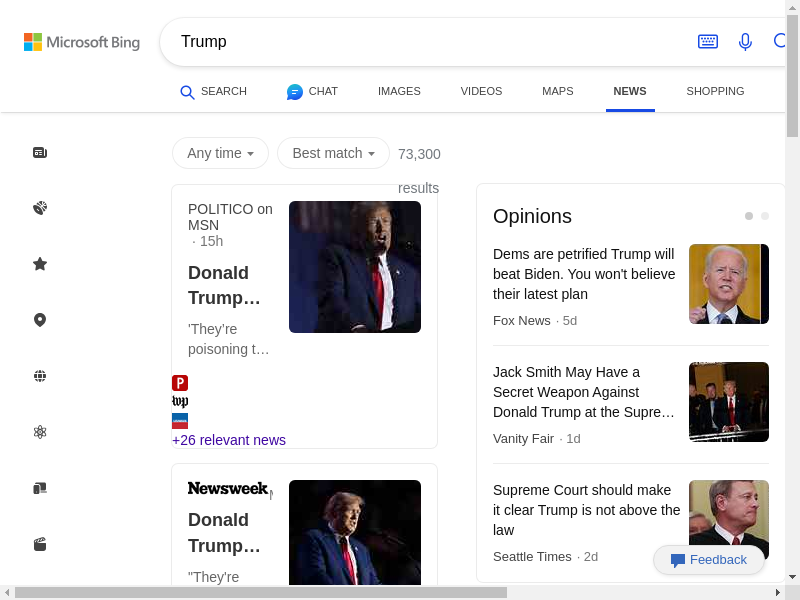 Microsoft Bing
Trump
SEARCH
CHAT
IMAGES
VIDEOS
MAPS
NEWS
SHOPPING
Any time
Best match
73,300
results
POLITICO on
MSN
· 15h
Donald
Trump…
'They're
poisoning t…
P
wp
+26 relevant news
Newsweek
Donald
Trump…
"They're
Opinions
Dems are petrified Trump will
beat Biden. You won't believe
their latest plan
Fox News · 5d
Jack Smith May Have a
Secret Weapon Against
Donald Trump at the Supre…
Vanity Fair · 1d
Supreme Court should make
it clear Trump is not above the
law
Seattle Times · 2d
Feedback